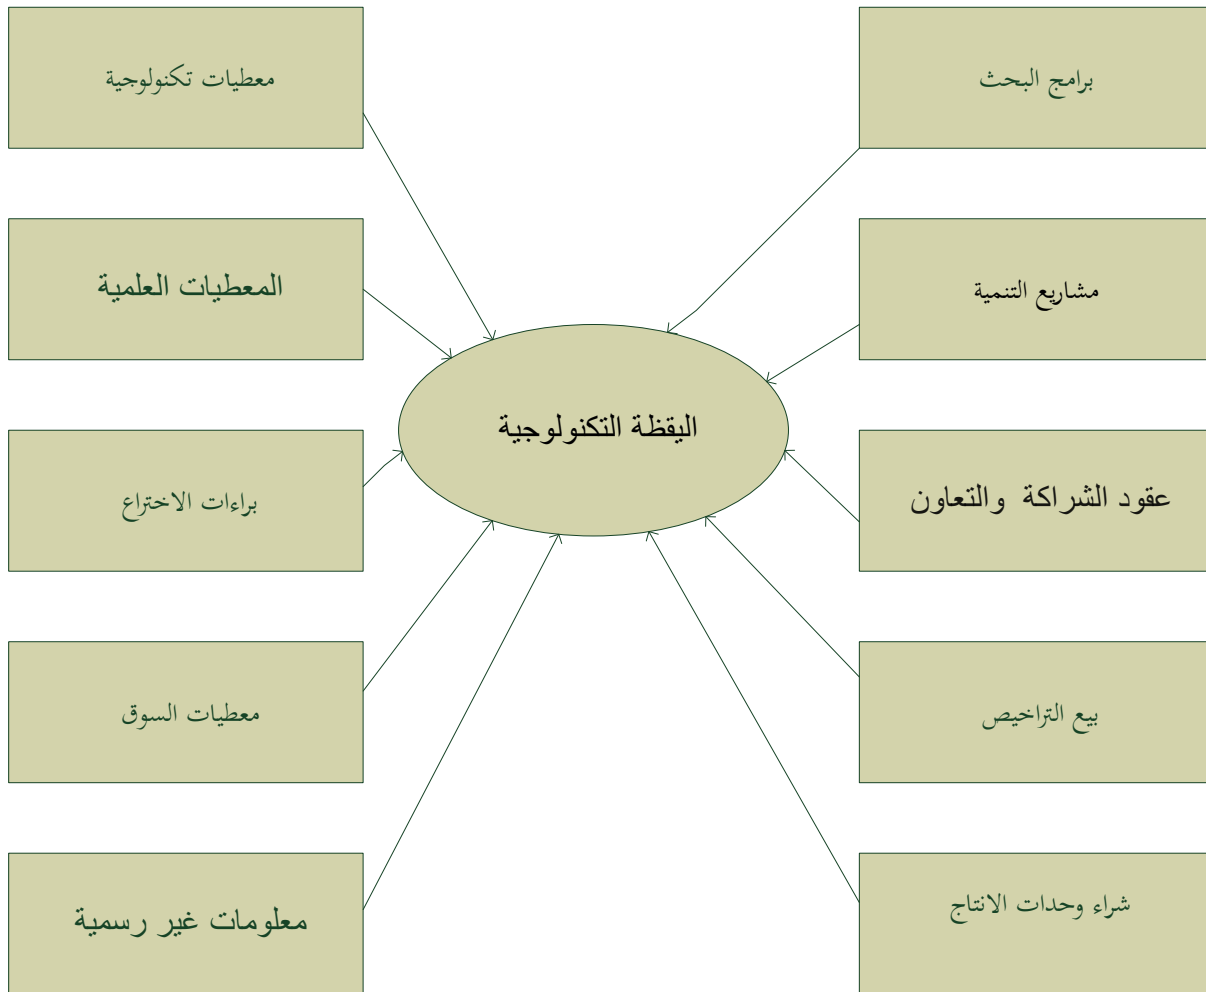 برامج البحث
معطيات تكنولوجية
مشاريع التنمية
المعطيات العلمية
اليقظة التكنولوجية
عقود الشراكة والتعاون
براءات الاختراع
بيع التراخيص
معطيات السوق
شراء وحدات الانتاج
معلومات غير رسمية